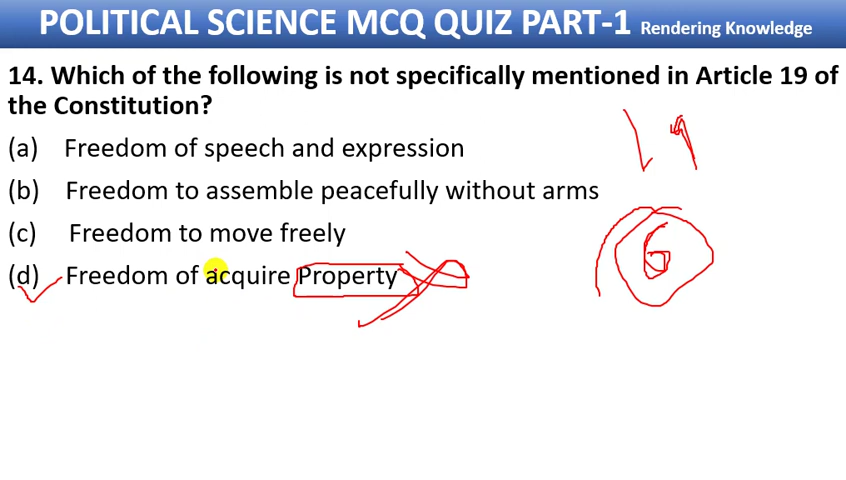 POLITICAL SCIENCE MCQ QUIZ PART-1 Rendering Knowledge
14. Which of the following is not specifically mentioned in Article 19 of
the Constitution?
19
(a) Freedom of speech and expression
(b) Freedom to assemble peacefully without arms
(c) Freedom to move freely
6
(d) Freedom of acquire Property